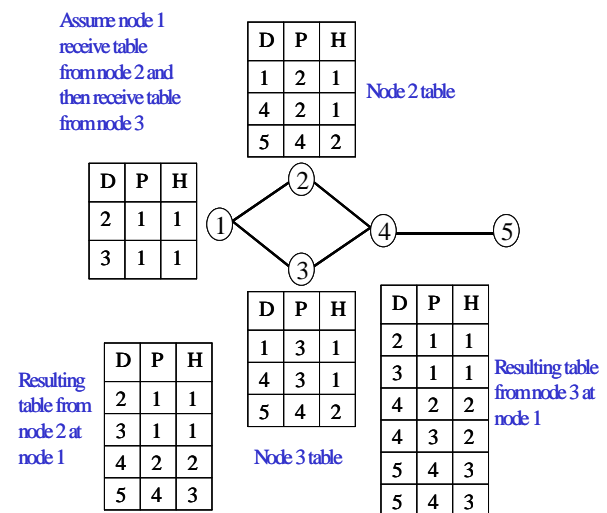 Assume node 1
receive table
from node 2 and
then receive table
from node 3
D P H
1 2 1
4 2 1
5 4 2
Node 2 table
D P H
2 1 1
3 1 1
1
2
3
4
5
D P H
1 3 1
4 3 1
5 4 2
Node 3 table
Resulting
table from
node 2 at
node 1
D P H
2 1 1
3 1 1
4 2 2
5 4 3
D P H
2 1 1
3 1 1
4 2 2
4 3 2
5 4 3
5 4 3
Resulting table
from node 3 at
node 1